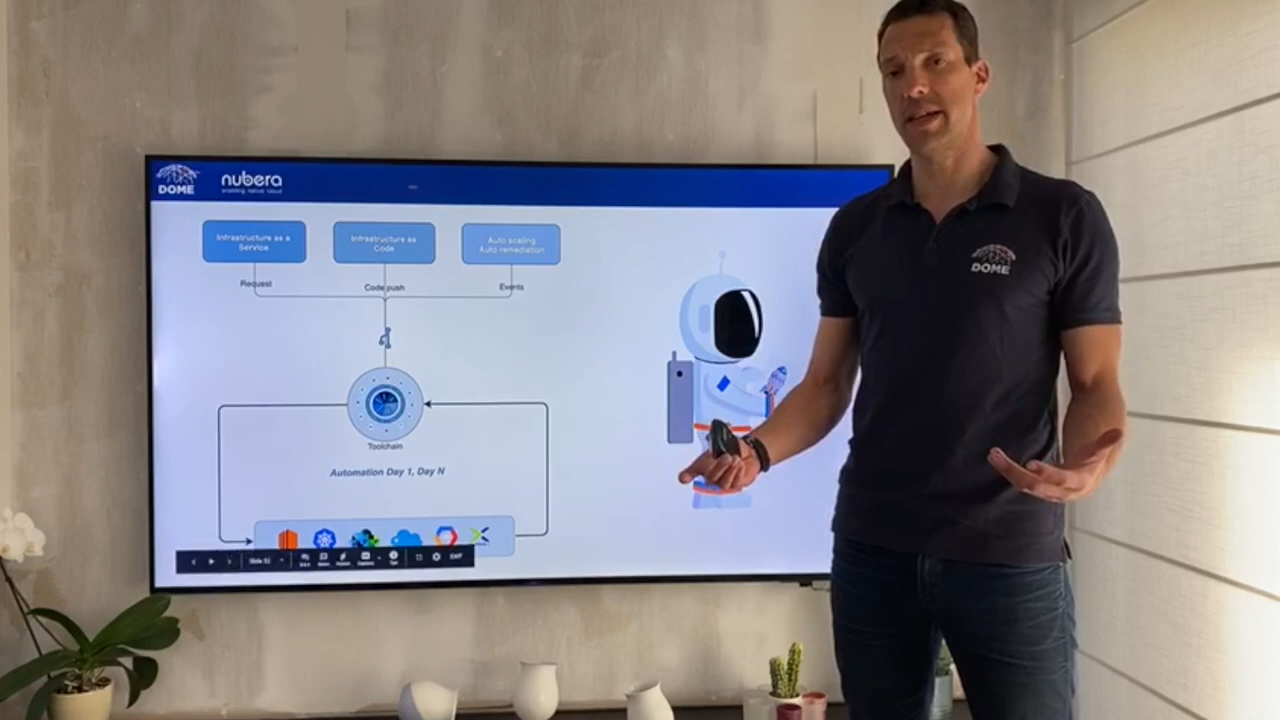 DOME
nubera
enabling native cloud
Infrastructure as a
Service
Infrastructure as
Code
Auto scaling
Auto remediation
Request
Code push
Events
Toolchain
Automation Day 1, Day N
DOME
EXIT